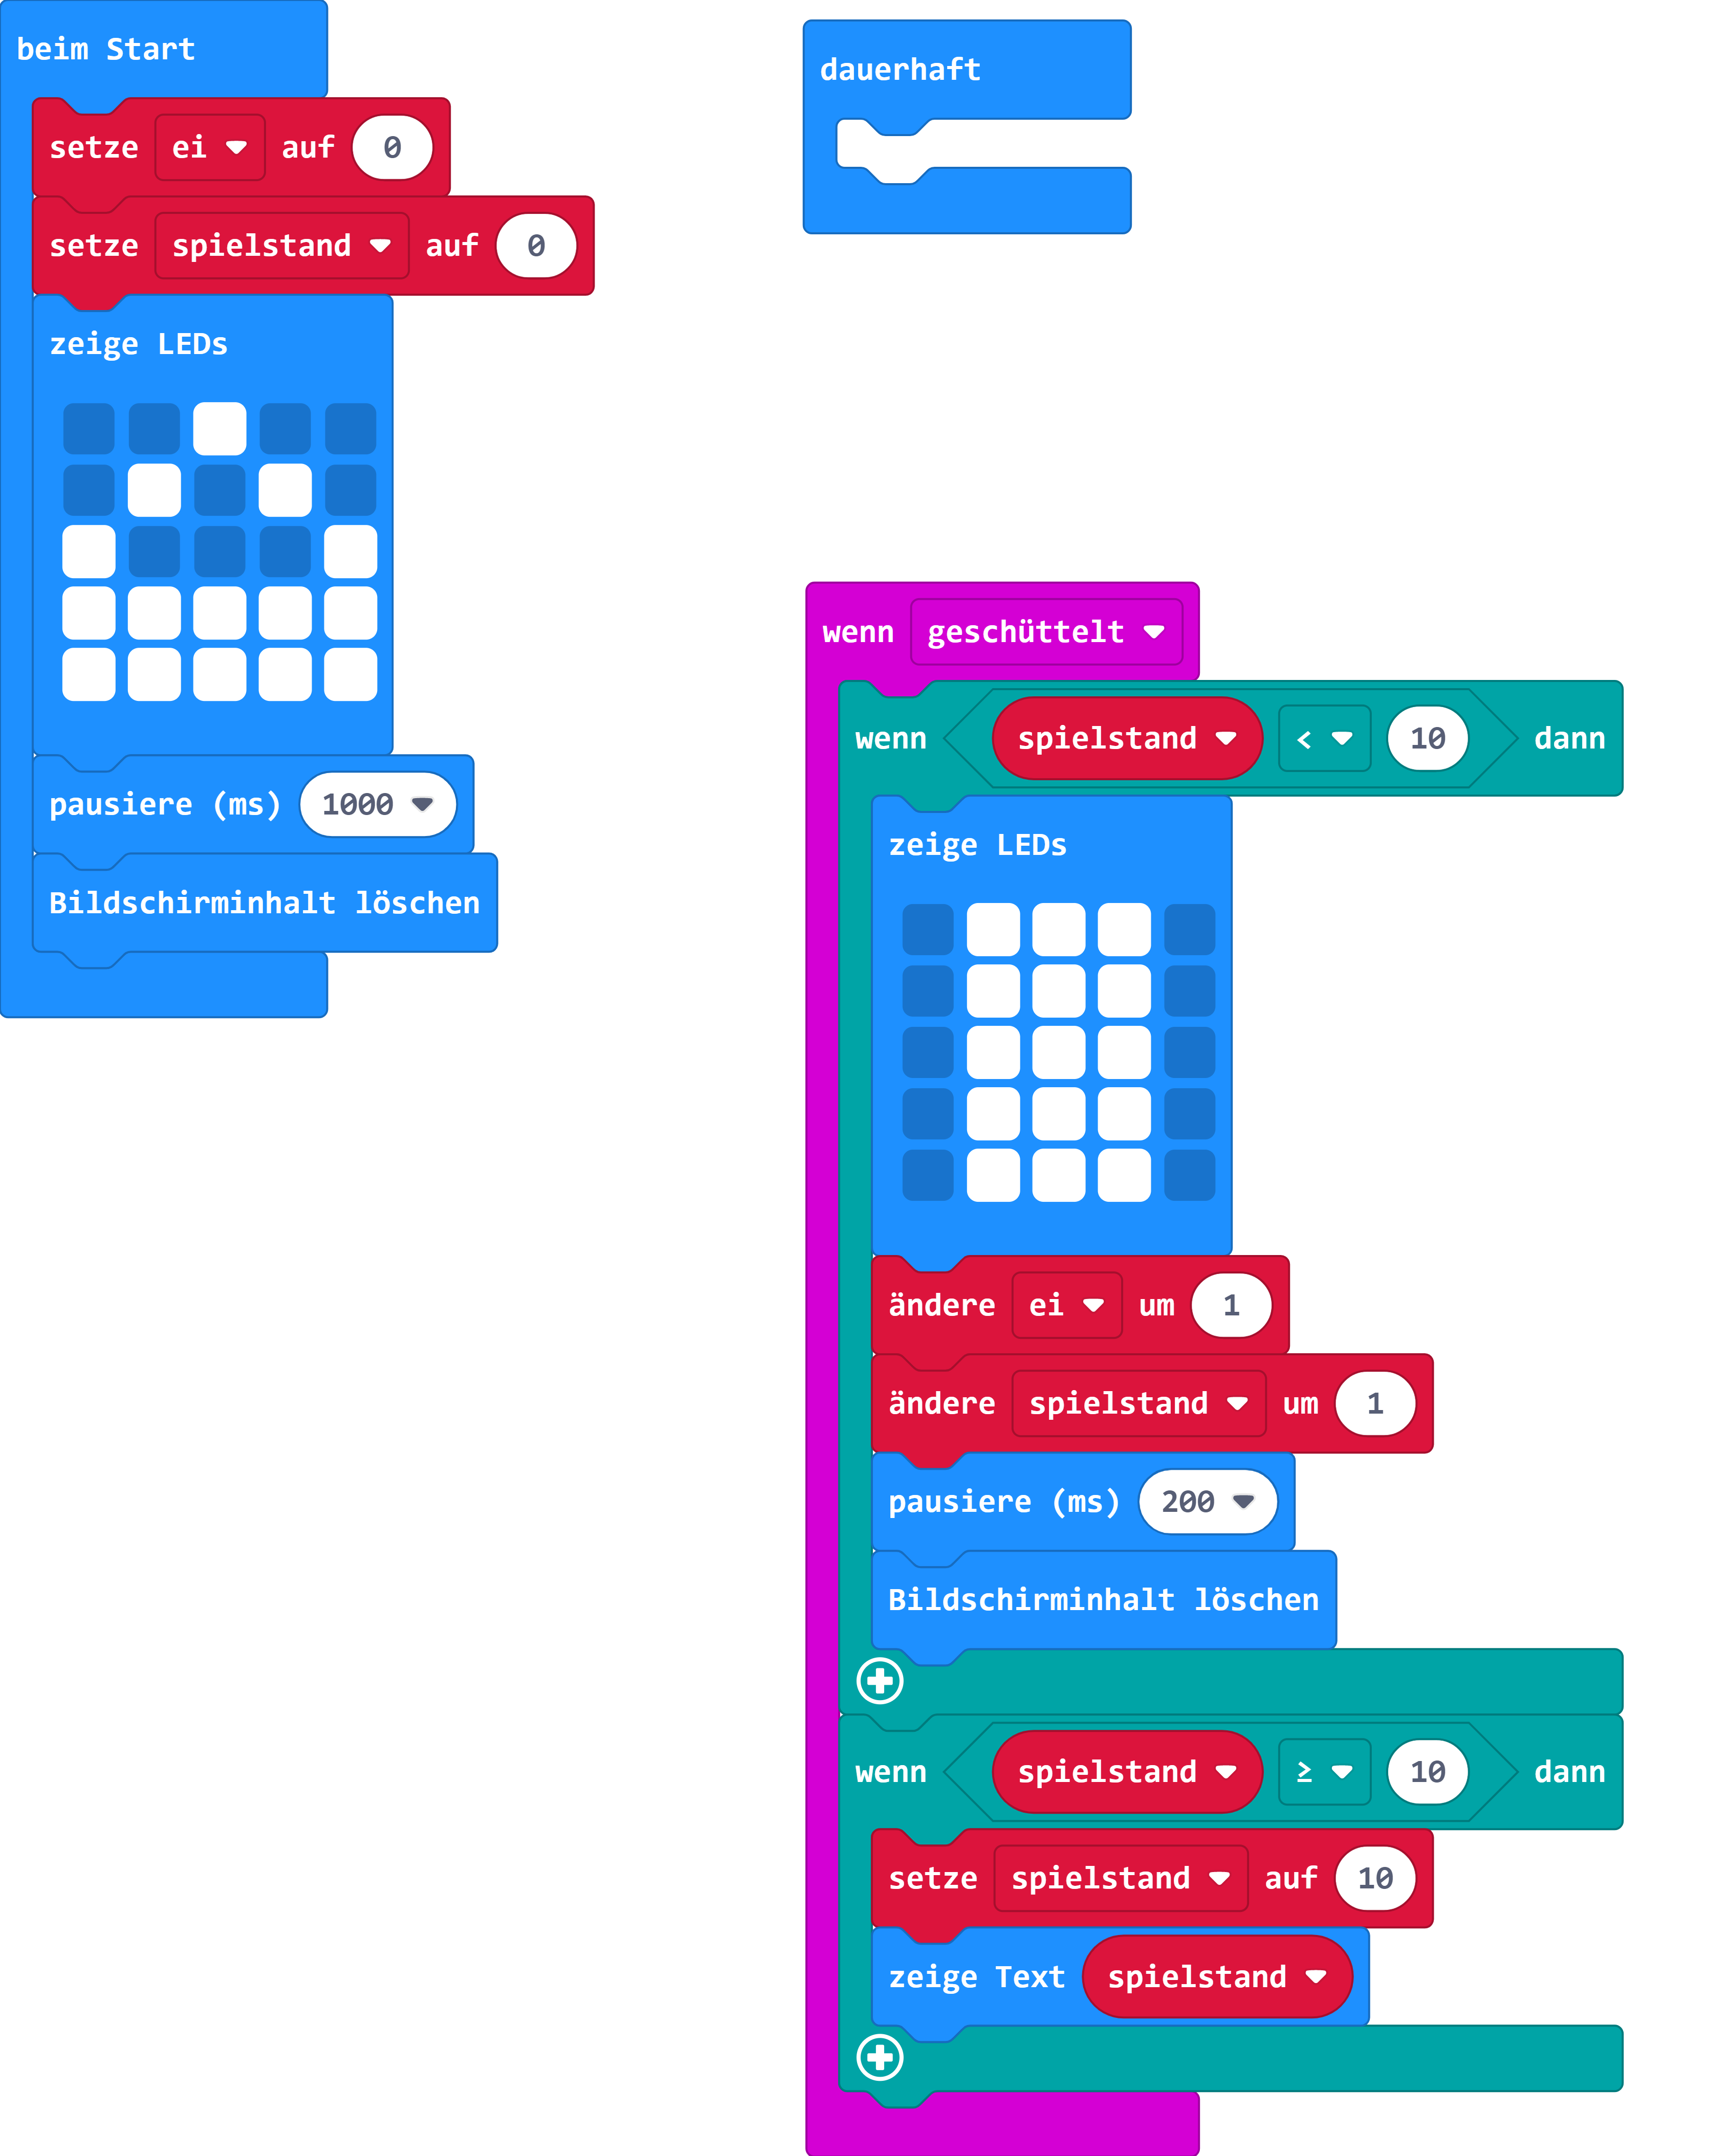 beim Start
setze ei auf 0
setze spielstand auf 0
zeige LEDs
pausiere (ms) 1000
Bildschirminhalt löschen
dauerhaft
wenn geschüttelt
wenn spielstand < 10 dann
zeige LEDs
ändere ei um 1
ändere spielstand um 1
pausiere (ms) 200
Bildschirminhalt löschen
wenn spielstand ≥ 10 dann
setze spielstand auf 10
zeige Text spielstand